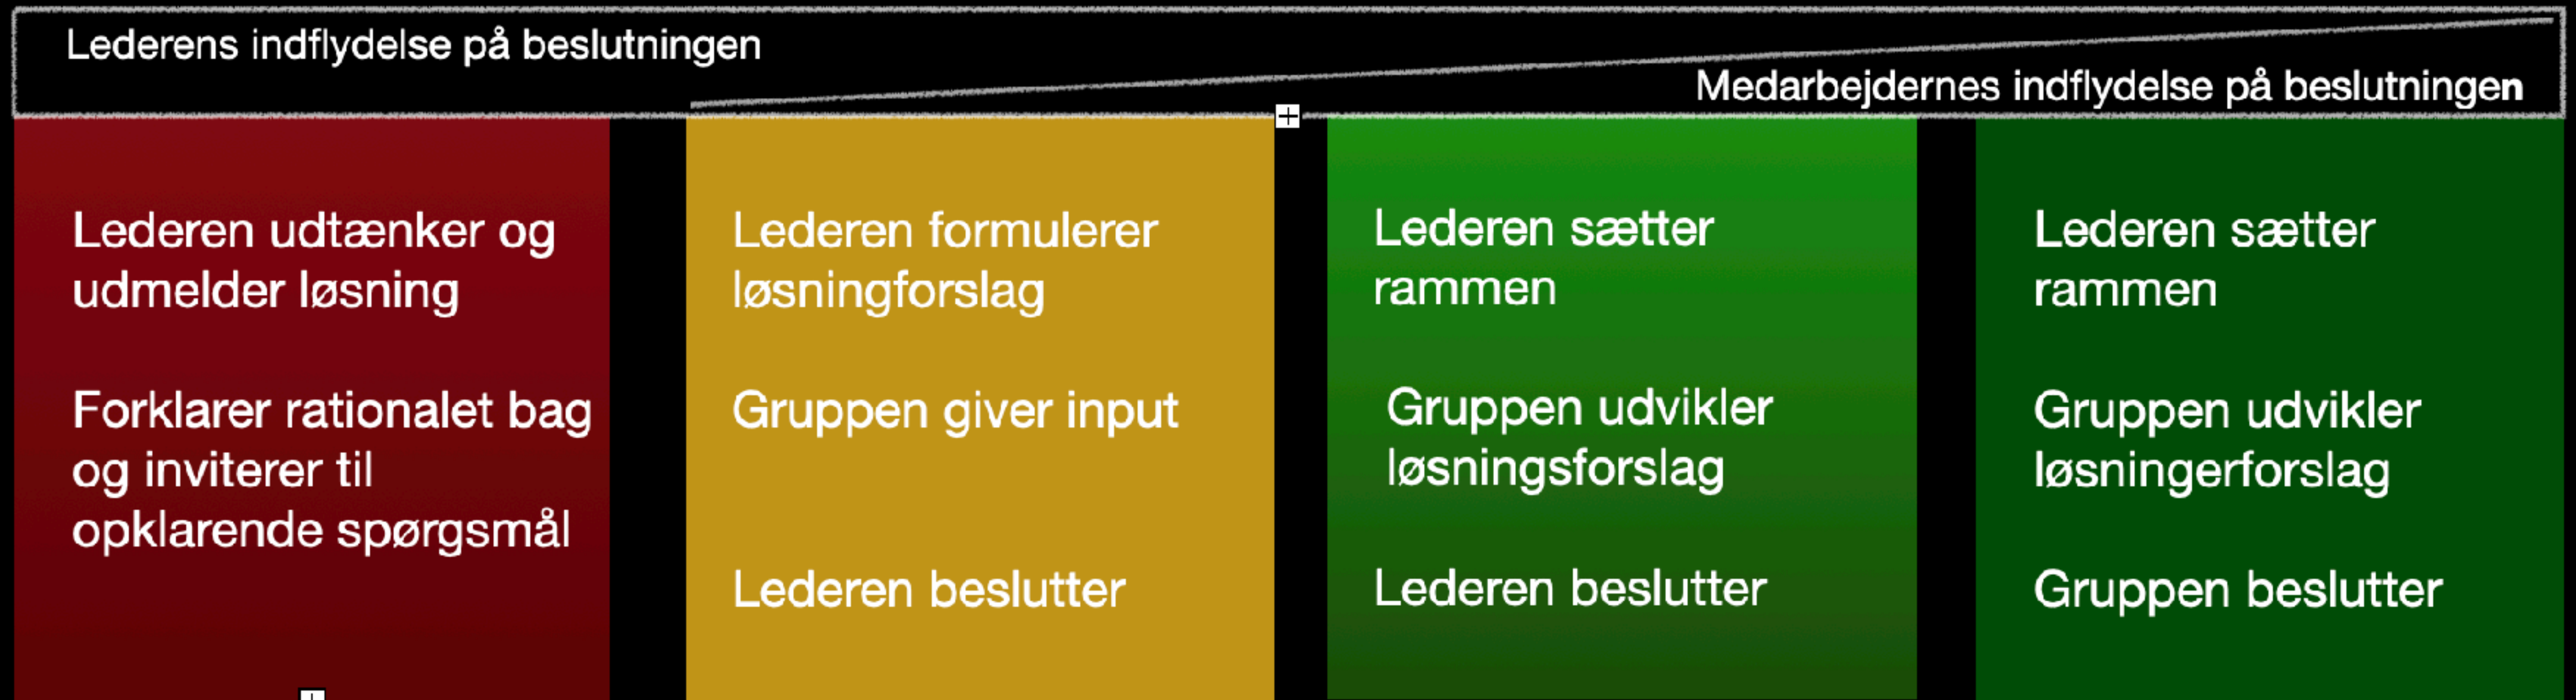 Lederens indflydelse på beslutningen
Medarbejdernes indflydelse på beslutningen
Lederen udtænker og
udmelder løsning
Forklarer rationalet bag
og inviterer til
opklarende spørgsmål
Lederen formulerer
løsningforslag
Gruppen giver input
Lederen beslutter
Lederen sætter
rammen
Gruppen udvikler
løsningsforslag
Lederen beslutter
Lederen sætter
rammen
Gruppen udvikler
løsningerforslag
Gruppen beslutter